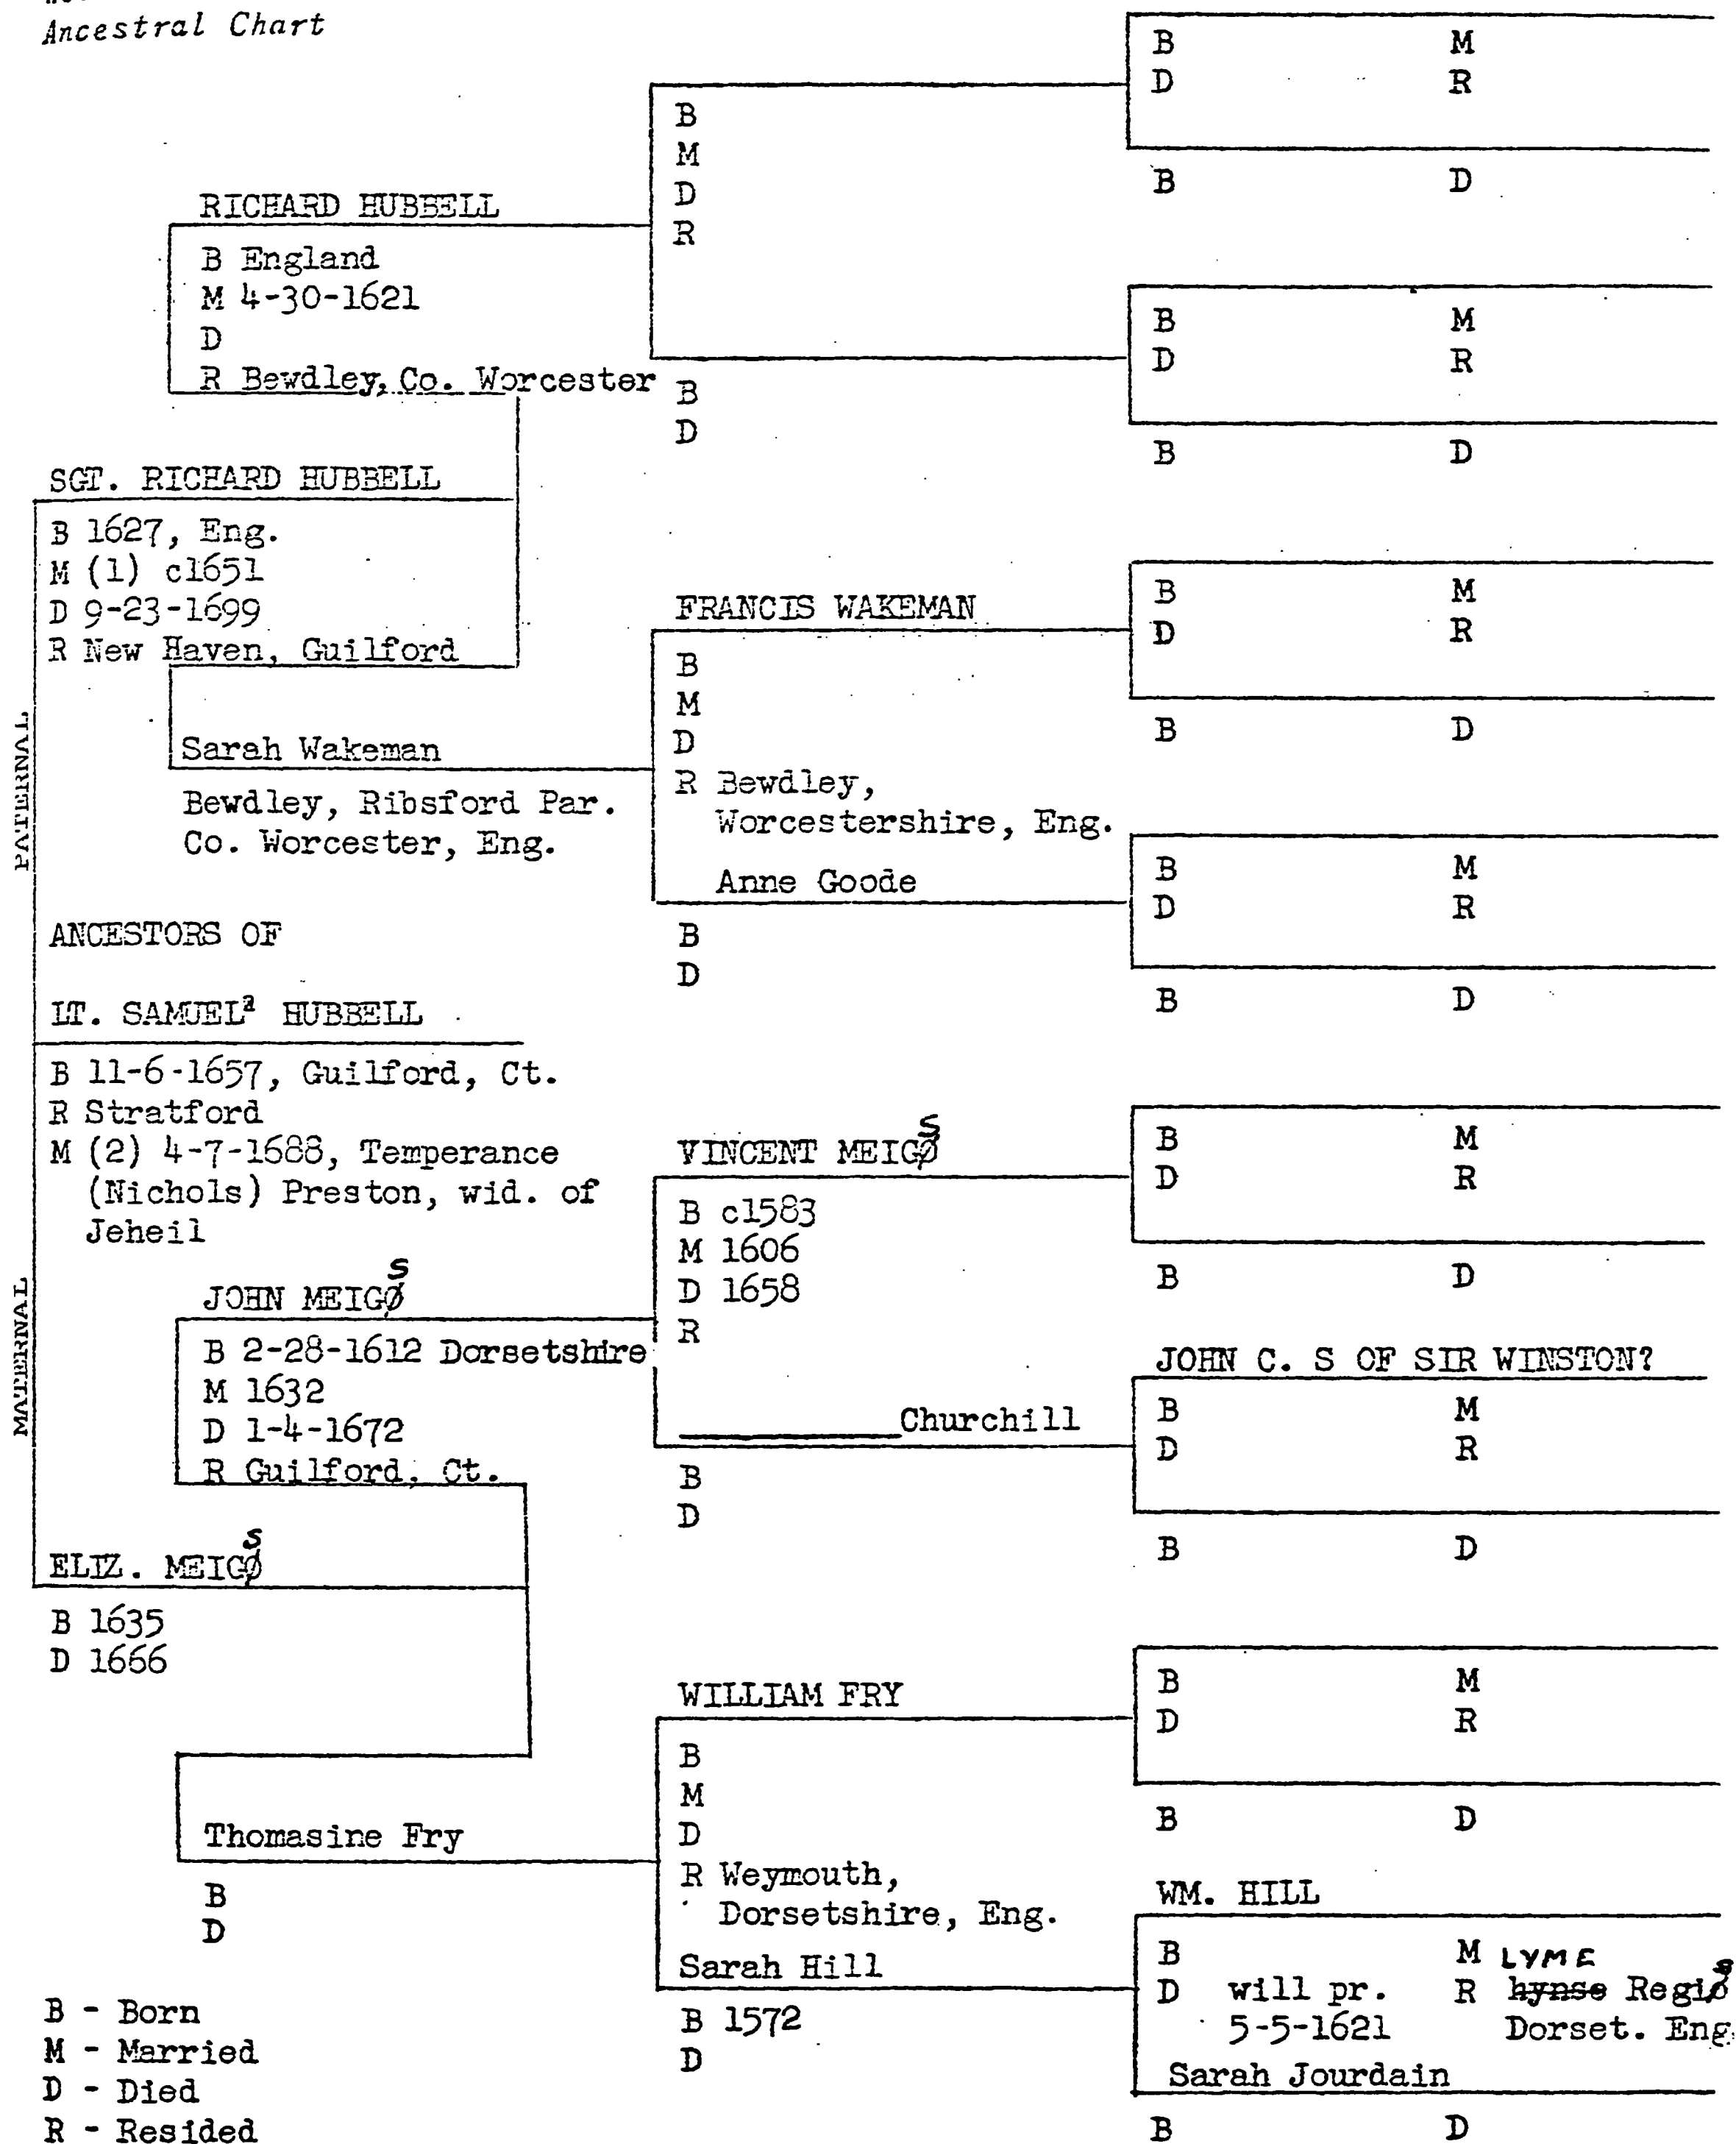 Ancestral Chart
B M
D R
B
M
D
R
B D
RICHARD HUBBELL
B England
M 4-30-1621
D
R Bewdley, Co. Worcester
B M
D R
B
D
B D
SGT. RICHARD HUBBELL
B 1627, Eng.
M (1) c1651
D 9-23-1699
R New Haven, Guilford
B M
D R
FRANCIS WAKEMAN
B
M
D
R Bewdley,
Worcestershire, Eng.
B D
Sarah Wakeman
Bewdley, Ribsford Par.
Co. Worcester, Eng.
PATERNAL
B M
D R
Anne Goode
B
D
B D
ANCESTORS OF
LT. SAMUEL² HUBBELL
B 11-6-1657, Guilford, Ct.
R Stratford
M (2) 4-7-1688, Temperance
(Nichols) Preston, wid. of
Jeheil
B M
D R
VINCENT MEIGS
B c1583
M 1606
D 1658
R
B D
MATERNAL
JOHN MEIGS
B 2-28-1612 Dorsetshire
M 1632
D 1-4-1672
R Guilford, Ct.
JOHN C. S OF SIR WINSTON?
B M
D R
Churchill
B
D
B D
ELIZ. MEIGS
B 1635
D 1666
B M
D R
WILLIAM FRY
B
M
D
R Weymouth,
Dorsetshire, Eng.
B D
Thomasine Fry
B
D
WM. HILL
B M
D will pr. R LYME hynse Regis
5-5-1621 Dorset. Eng.
Sarah Hill
B 1572
D
Sarah Jourdain
B D
B - Born
M - Married
D - Died
R - Resided